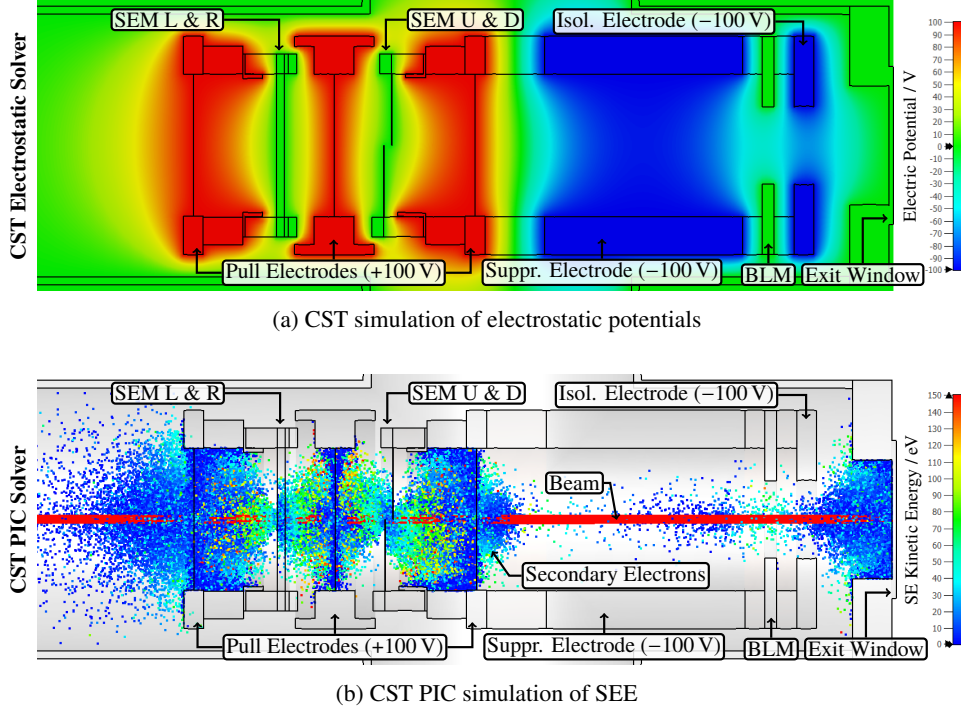 CST Electrostatic Solver
SEM L & R
SEM U & D
Isol. Electrode (−100 V)
Pull Electrodes (+100 V)
Suppr. Electrode (−100 V)
BLM
Exit Window
Electric Potential / V
100
90
80
70
60
50
40
30
20
10
0
-10
-20
-30
-40
-50
-60
-70
-80
-90
-100
(a) CST simulation of electrostatic potentials
CST PIC Solver
SEM L & R
SEM U & D
Isol. Electrode (−100 V)
Beam
Secondary Electrons
Pull Electrodes (+100 V)
Suppr. Electrode (−100 V)
BLM
Exit Window
SE Kinetic Energy / eV
150
140
130
120
110
100
90
80
70
60
50
40
30
20
10
0
(b) CST PIC simulation of SEE